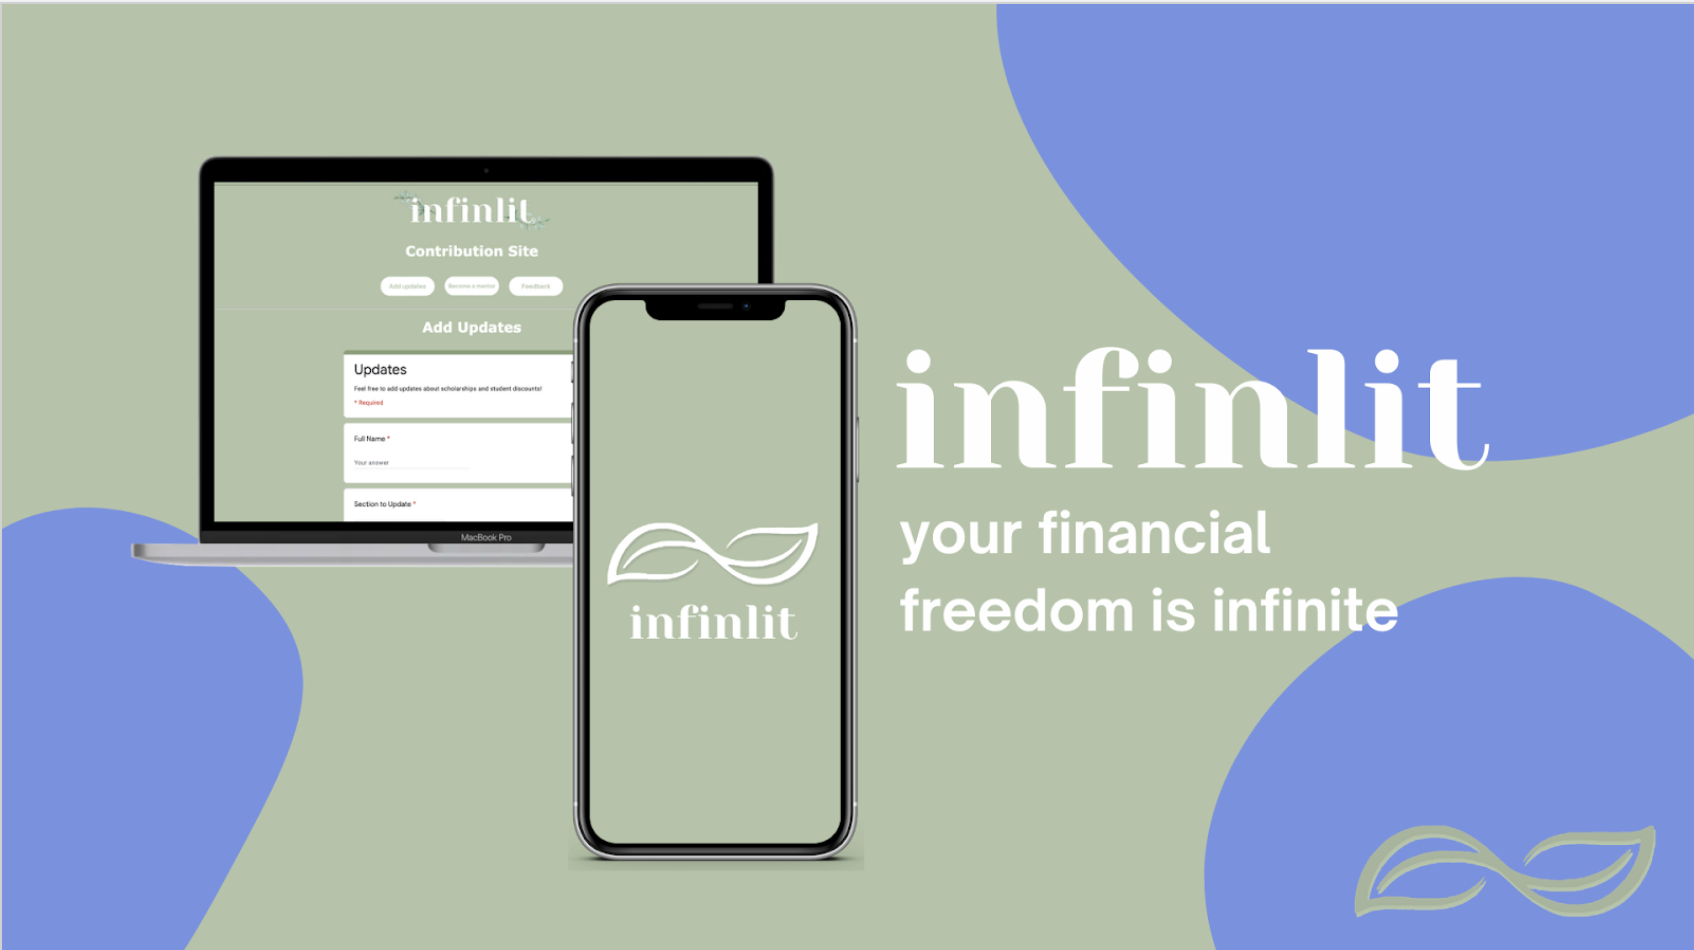 infinlit
Contribution Site
Add updates
Become a mentor
Feedback
Add Updates
Updates
Feel free to add updates about scholarships and student discounts!
* Required
Full Name *
Your answer
Section to Update *
MacBook Pro
infinlit
infinlit
your financial
freedom is infinite